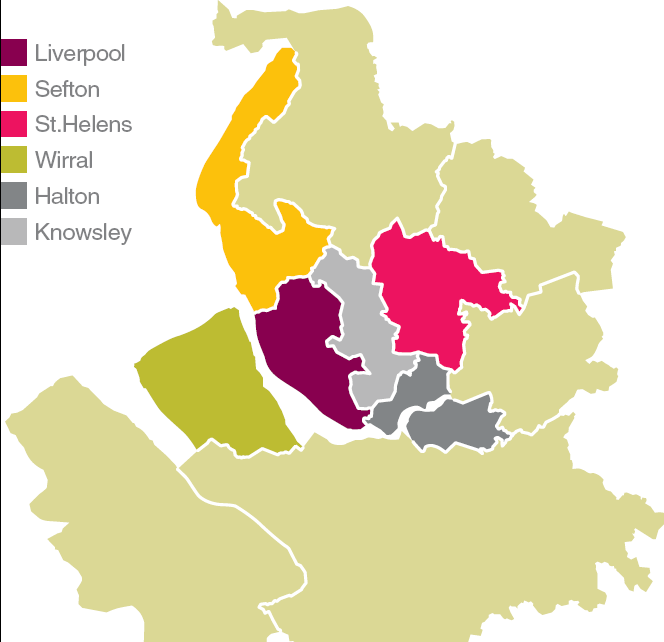 Liverpool
Sefton
St.Helens
Wirral
Halton
Knowsley